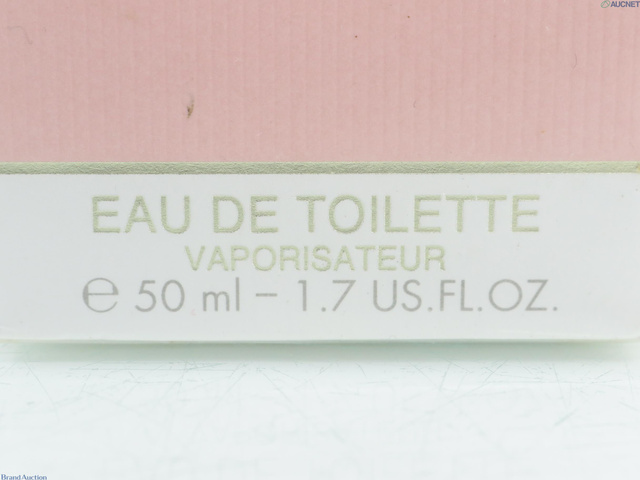 AUCNET
EAU DE TOILETTE
VAPORISATEUR
℮ 50 ml – 1.7 US.FL.OZ.
Brand Auction